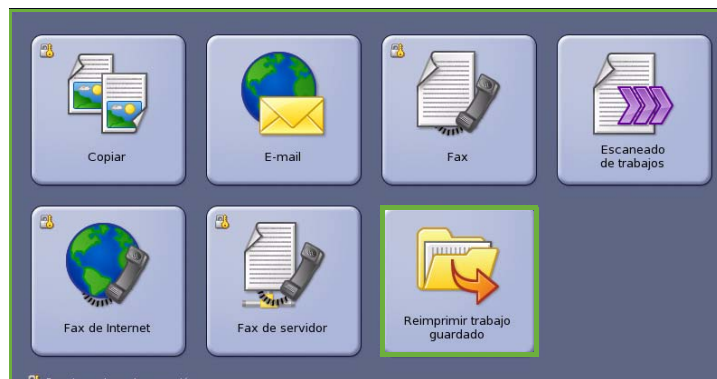 Copiar
E-mail
Fax
Escaneado
de trabajos
Fax de Internet
Fax de servidor
Reimprimir trabajo
guardado